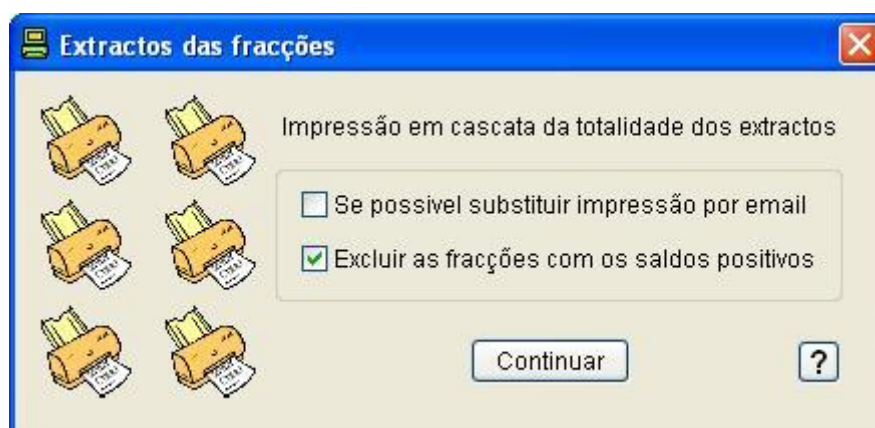 Extractos das fracções
Impressão em cascata da totalidade dos extractos
Se possivel substituir impressão por email
Excluir as fracções com os saldos positivos
Continuar
?